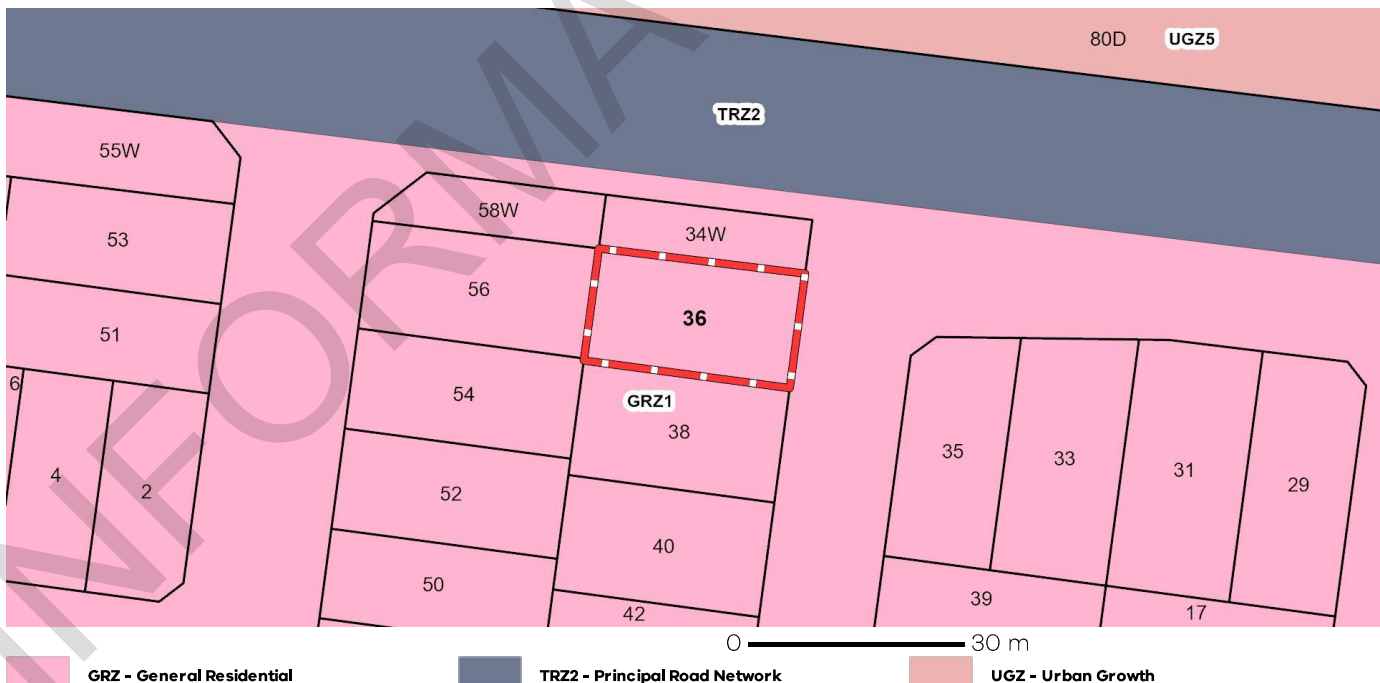 80D UGZ5
TRZ2
55W
58W
34W
53
56
36
51
54
GRZ1
38
6
4
2
52
40
35
33
31
29
50
42
39
17
0 30 m
GRZ - General Residential TRZ2 - Principal Road Network UGZ - Urban Growth
INFORMA